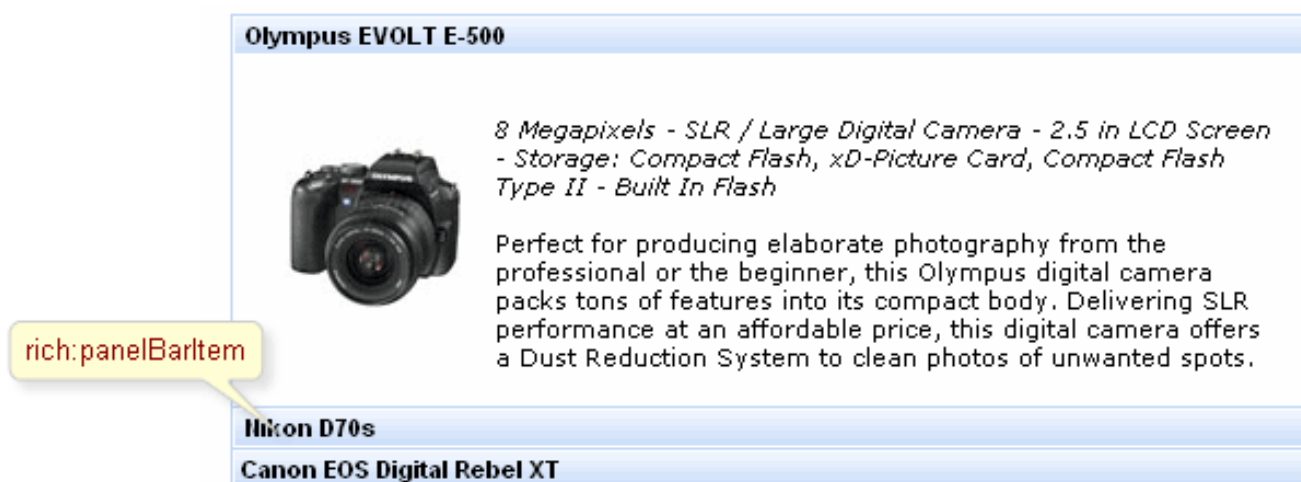 Olympus EVOLT E-500
8 Megapixels - SLR / Large Digital Camera - 2.5 in LCD Screen
- Storage: Compact Flash, xD-Picture Card, Compact Flash
Type II - Built In Flash
OLYMPUS
Perfect for producing elaborate photography from the
professional or the beginner, this Olympus digital camera
packs tons of features into its compact body. Delivering SLR
performance at an affordable price, this digital camera offers
a Dust Reduction System to clean photos of unwanted spots.
rich:panelBarItem
Nikon D70s
Canon EOS Digital Rebel XT